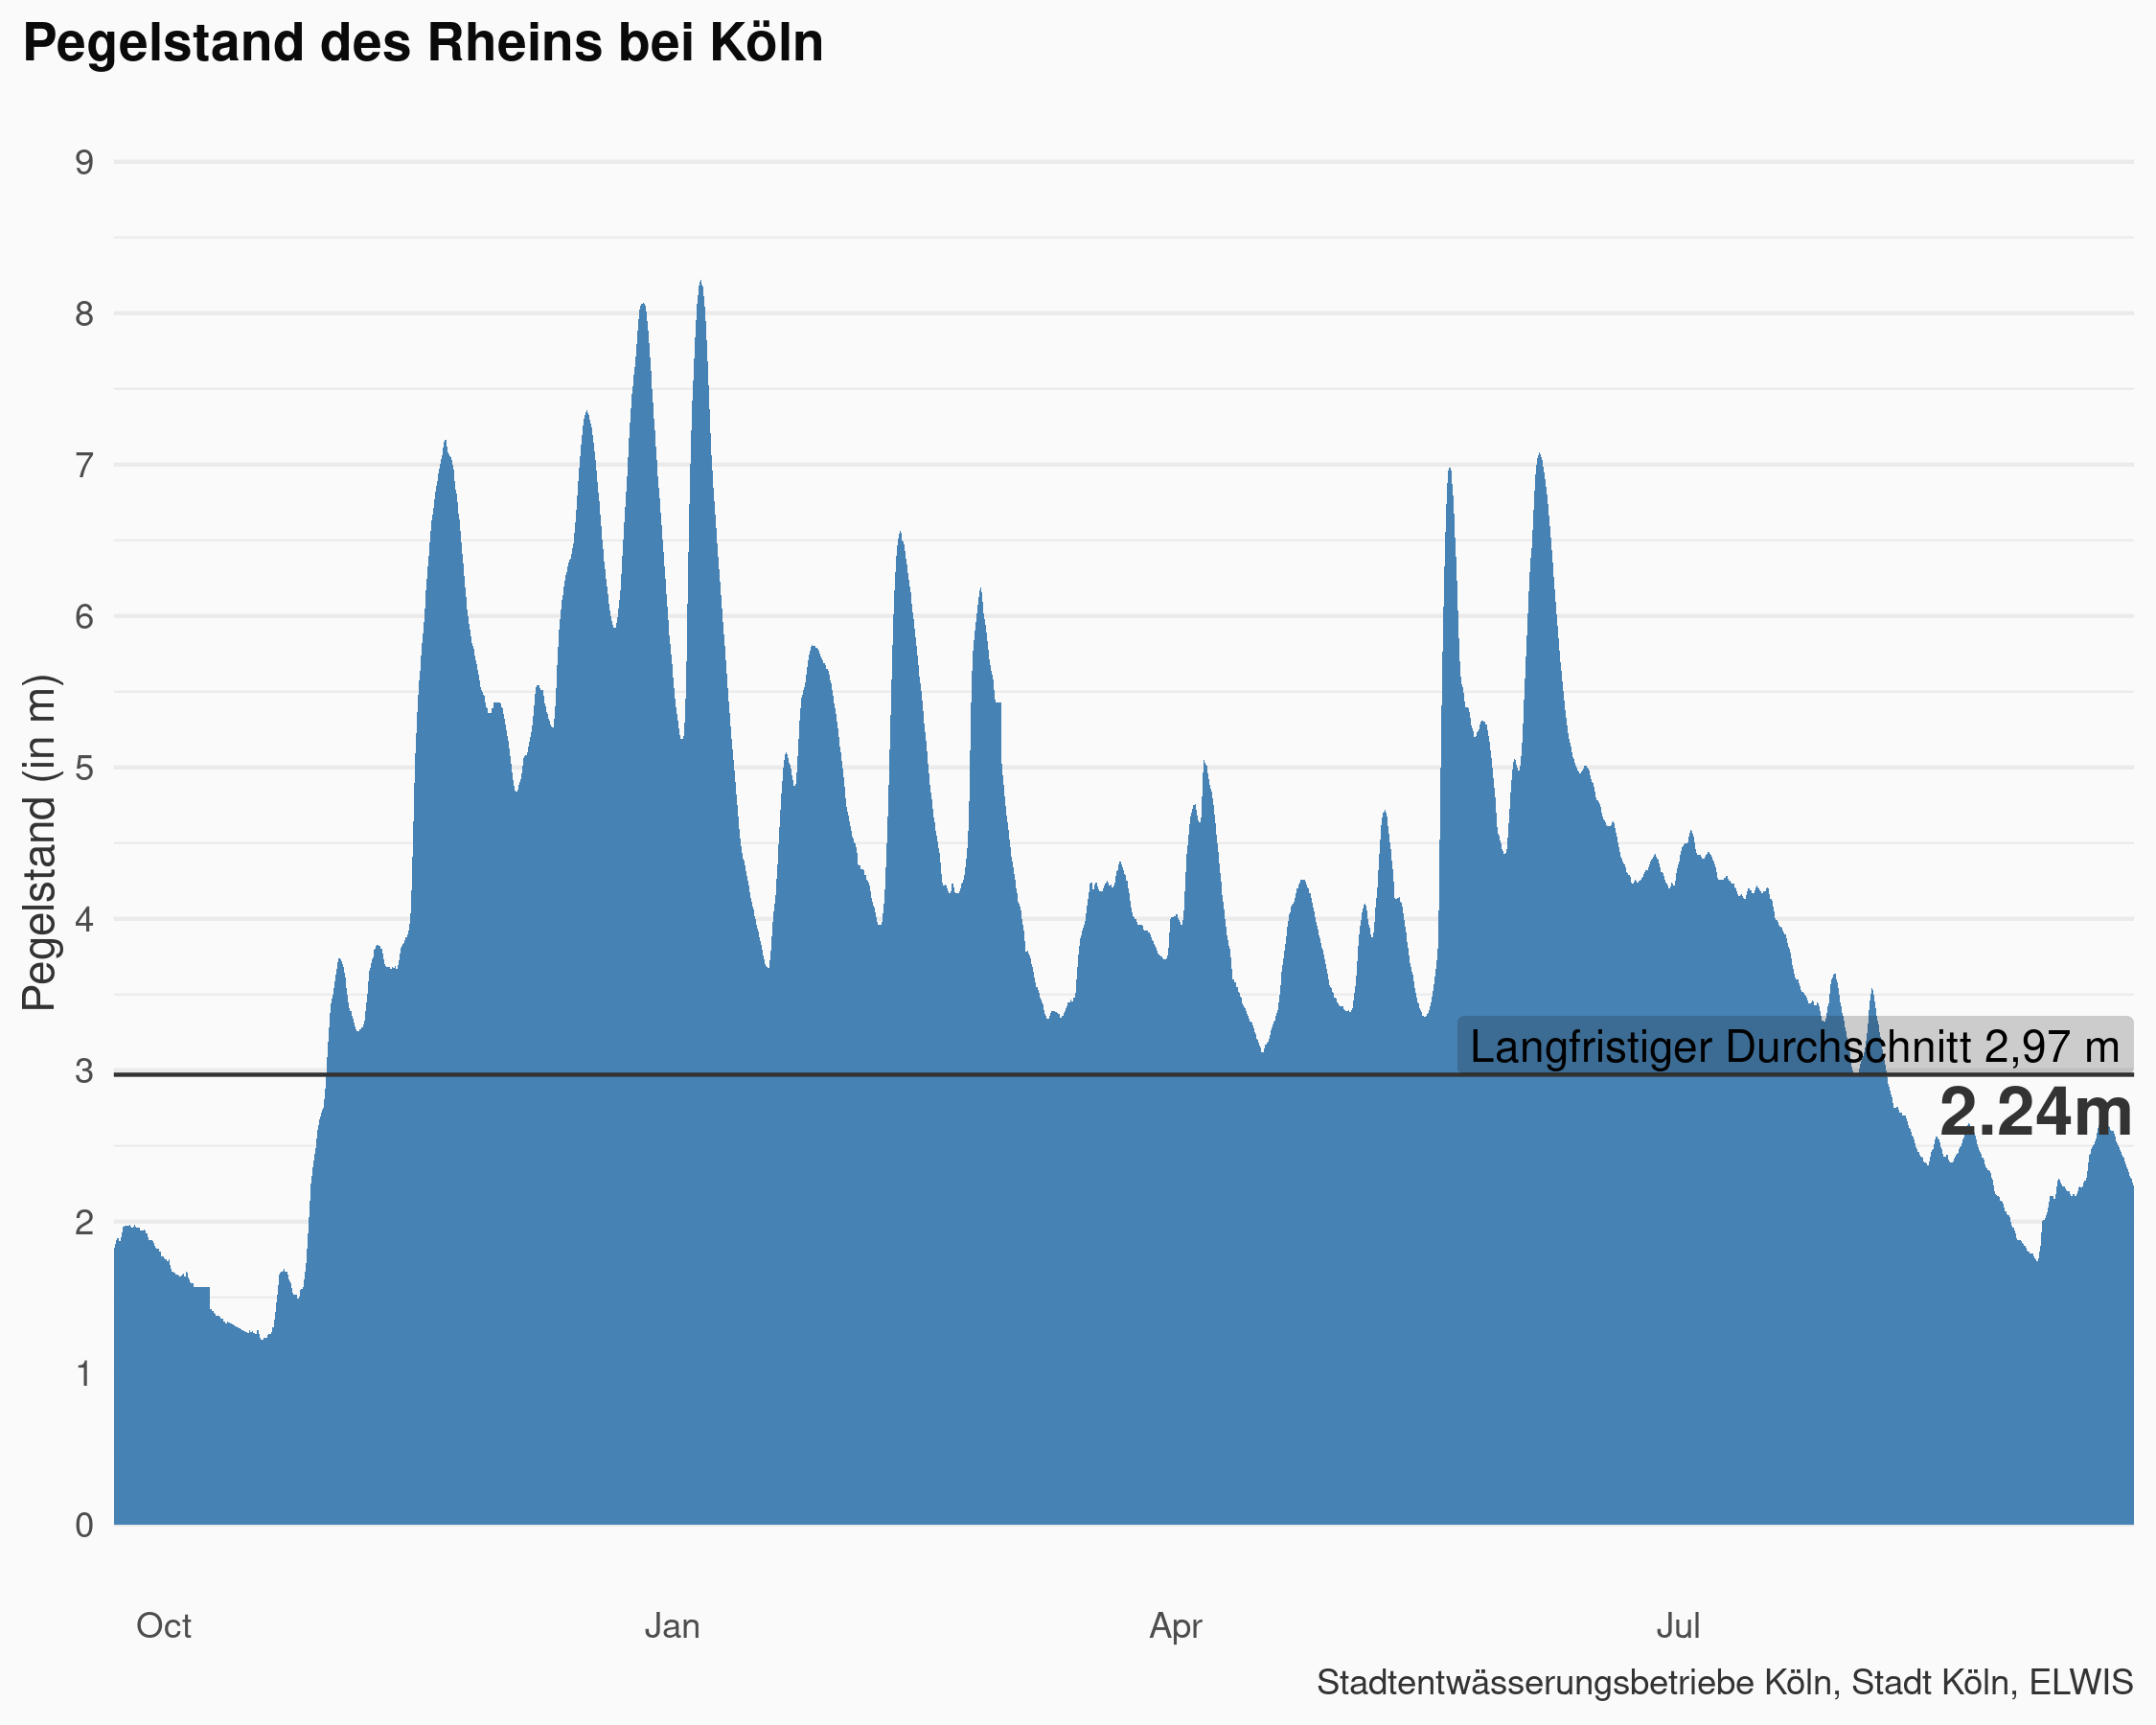 Pegelstand des Rheins bei Köln
9
8
7
6
5
4
3
2
1
0
Pegelstand (in m)
Langfristiger Durchschnitt 2,97 m
2.24m
Oct Jan Apr Jul
Stadtentwässerungsbetriebe Köln, Stadt Köln, ELWIS